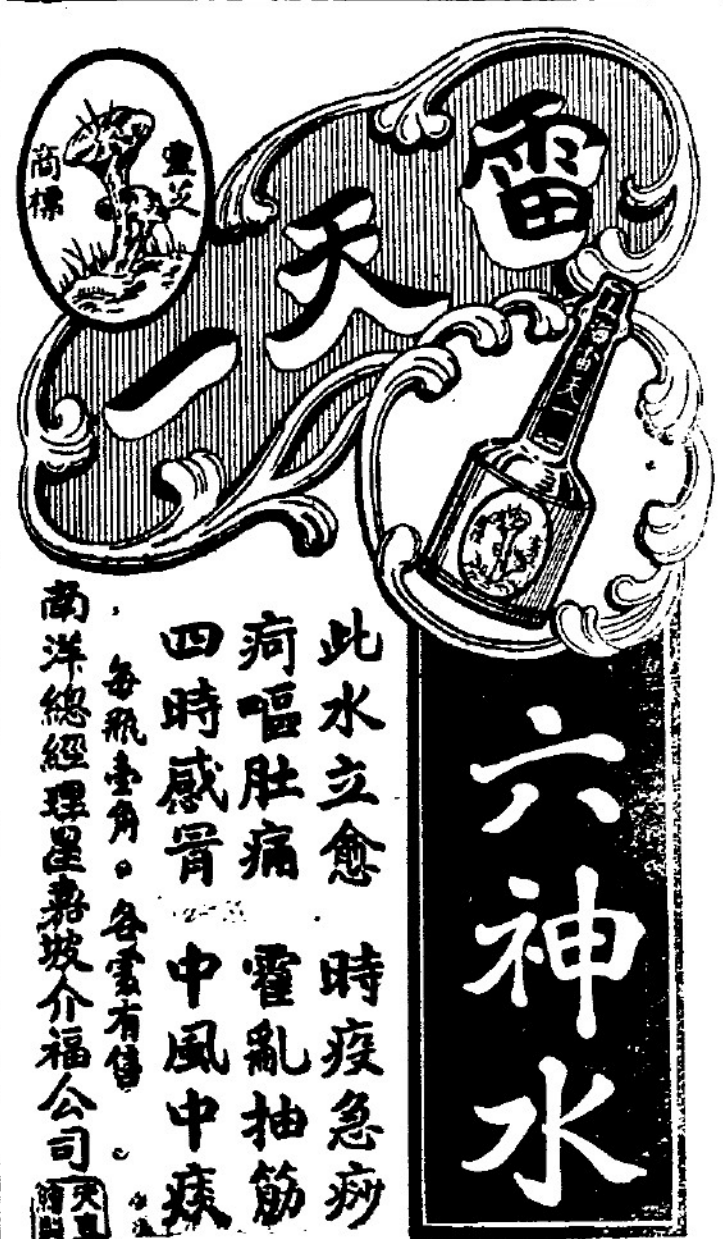 雷天一
靈芝
商標
六神水
此水立愈 時疫急痧
疴嘔肚痛 霍亂抽筋
四時感冒 中風中痰
每瓶壹角。各處有售。
南洋總經理星嘉坡介福公司